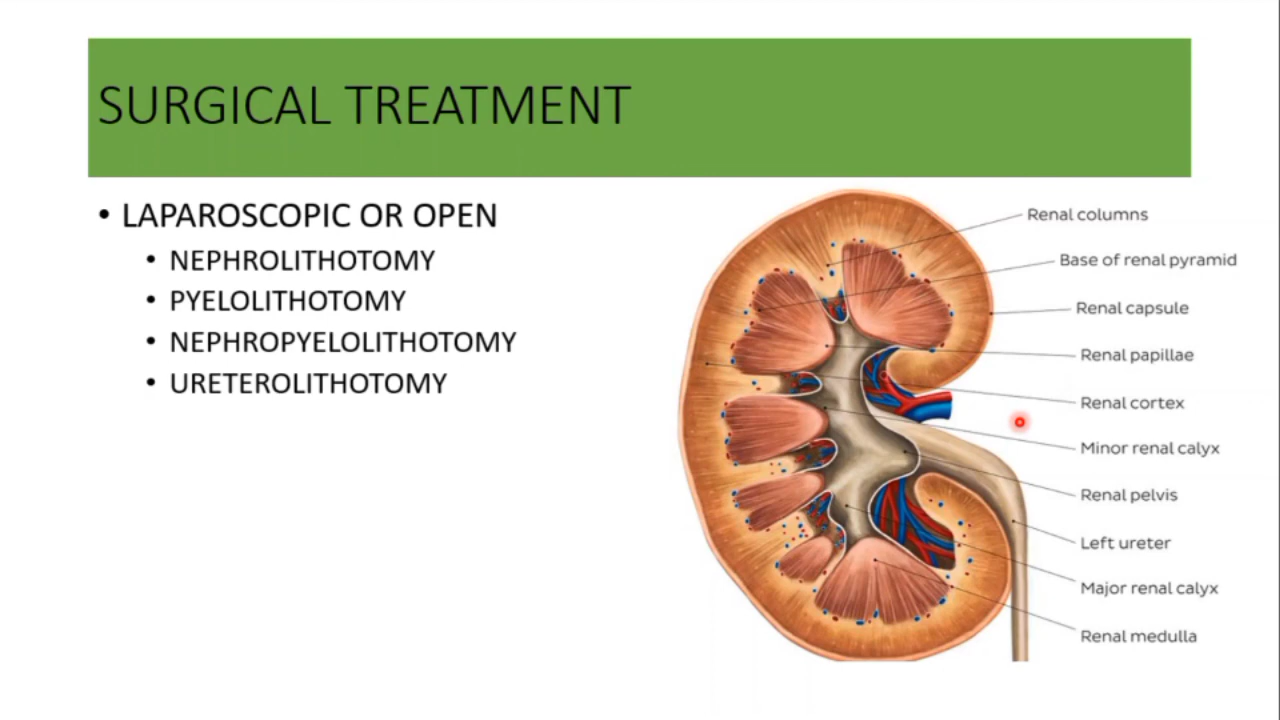 SURGICAL TREATMENT
• LAPAROSCOPIC OR OPEN
• NEPHROLITHOTOMY
• PYELOLITHOTOMY
• NEPHROPYELOLITHOTOMY
• URETEROLITHOTOMY
Renal columns
Base of renal pyramid
Renal capsule
Renal papillae
Renal cortex
Minor renal calyx
Renal pelvis
Left ureter
Major renal calyx
Renal medulla